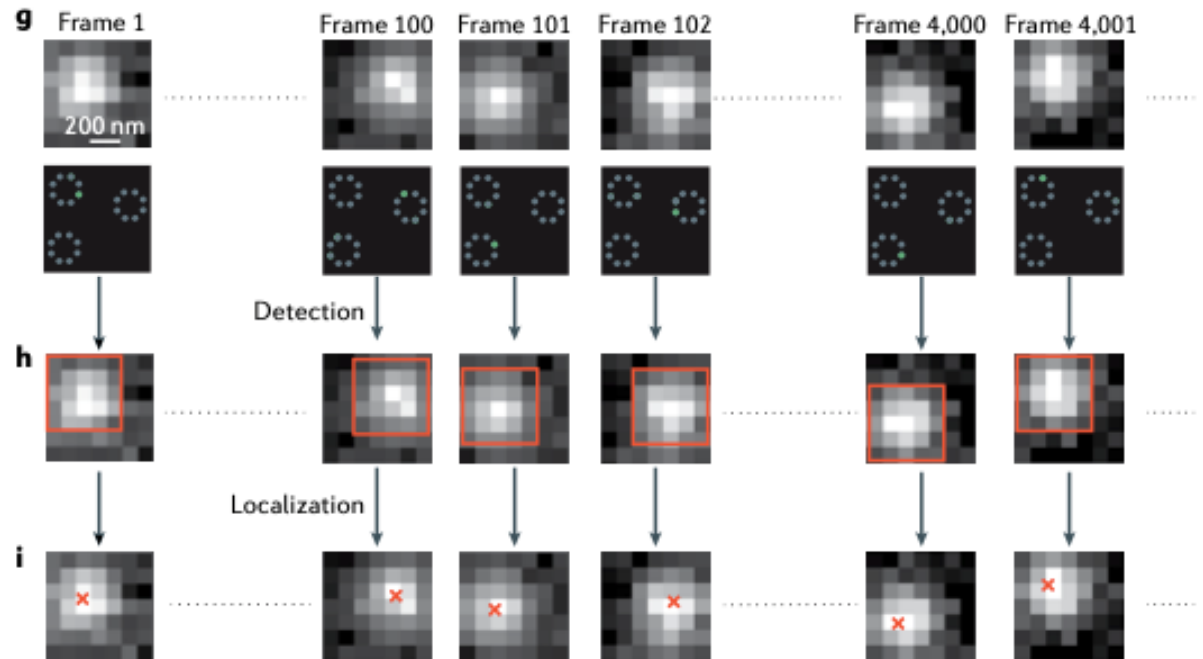 g
Frame 1
Frame 100
Frame 101
Frame 102
Frame 4,000
Frame 4,001
200 nm
Detection
h
Localization
i